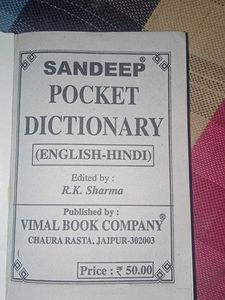 SANDEEP®
POCKET
DICTIONARY
(ENGLISH-HINDI)
Edited by :
R.K. Sharma
Published by :
VIMAL BOOK COMPANY®
CHAURA RASTA, JAIPUR-302003
Price : ₹ 50.00